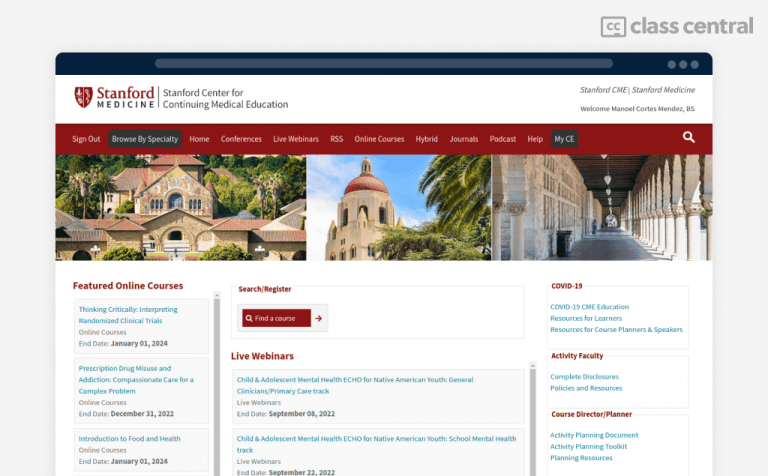 cc class central
Stanford MEDICINE
Stanford Center for
Continuing Medical Education
Stanford CME| Stanford Medicine
Welcome Manoel Cortes Mendez, BS
Sign Out Browse By Specialty Home Conferences Live Webinars RSS Online Courses Hybrid Journals Podcast Help My CE
Featured Online Courses
Thinking Critically: Interpreting
Randomized Clinical Trials
Online Courses
End Date: January 01, 2024
Prescription Drug Misuse and
Addiction: Compassionate Care for a
Complex Problem
Online Courses
End Date: December 31, 2022
Introduction to Food and Health
Online Courses
End Date: January 01, 2024
Search/Register
Find a course
Live Webinars
Child & Adolescent Mental Health ECHO for Native American Youth: General
Clinicians/Primary Care track
Live Webinars
End Date: September 08, 2022
Child & Adolescent Mental Health ECHO for Native American Youth: School Mental Health
track
Live Webinars
End Date: September 22, 2022
COVID-19
COVID-19 CME Education
Resources for Learners
Resources for Course Planners & Speakers
Activity Faculty
Complete Disclosures
Policies and Resources
Course Director/Planner
Activity Planning Document
Activity Planning Toolkit
Planning Resources